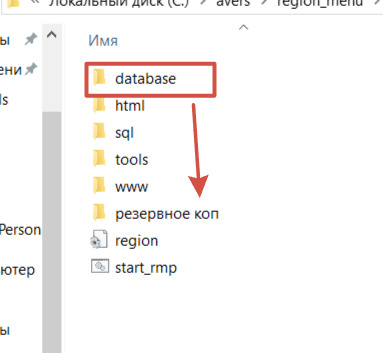 « Локальный диск (C:) › avers › region_menu ›
Имя
database
html
sql
tools
www
резервное коп
region
start_rmp
ы
ени
ls
Person
ютер
ы